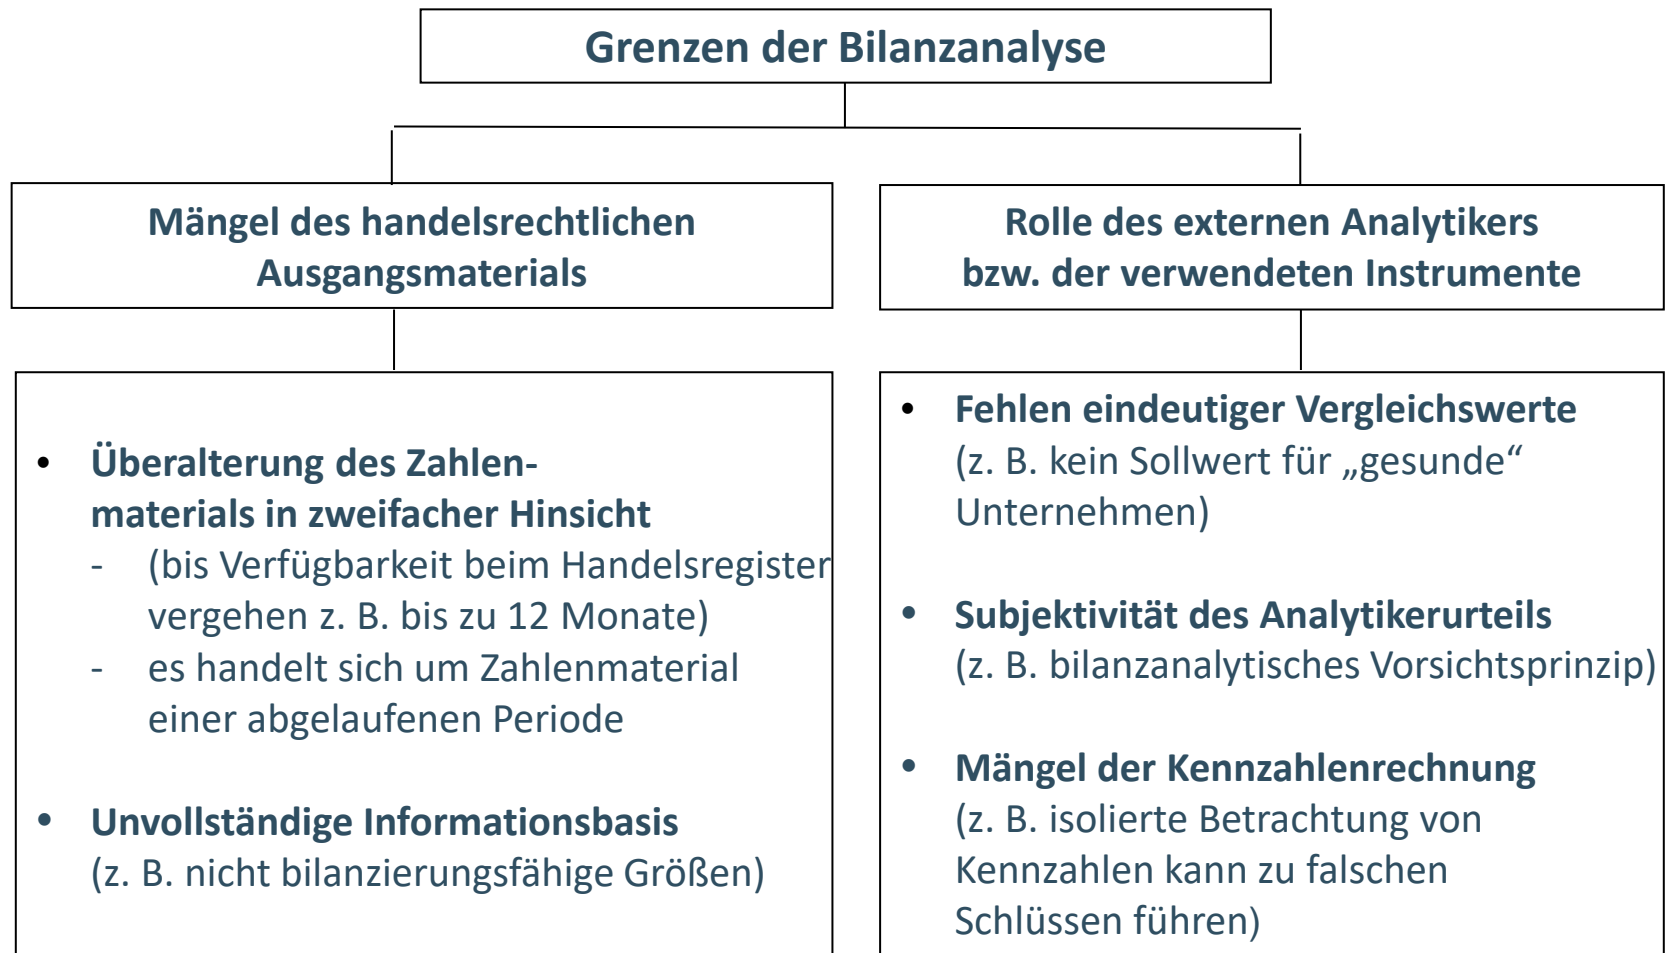 Grenzen der Bilanzanalyse
Mängel des handelsrechtlichen
Ausgangsmaterials
• Überalterung des Zahlen-
materials in zweifacher Hinsicht
- (bis Verfügbarkeit beim Handelsregister
vergehen z. B. bis zu 12 Monate)
- es handelt sich um Zahlenmaterial
einer abgelaufenen Periode
• Unvollständige Informationsbasis
(z. B. nicht bilanzierungsfähige Größen)
Rolle des externen Analytikers
bzw. der verwendeten Instrumente
• Fehlen eindeutiger Vergleichswerte
(z. B. kein Sollwert für „gesunde“
Unternehmen)
• Subjektivität des Analytikerurteils
(z. B. bilanzanalytisches Vorsichtsprinzip)
• Mängel der Kennzahlenrechnung
(z. B. isolierte Betrachtung von
Kennzahlen kann zu falschen
Schlüssen führen)